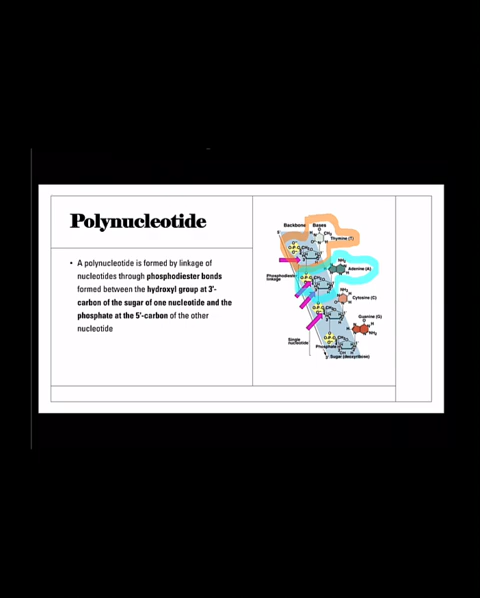 Polynucleotide
• A polynucleotide is formed by linkage of
nucleotides through phosphodiester bonds
formed between the hydroxyl group at 3'-
carbon of the sugar of one nucleotide and the
phosphate at the 5'-carbon of the other
nucleotide
Backbone Bases
5'
Thymine (T)
Adenine (A)
Phosphodiester
linkage
Cytosine (C)
Guanine (G)
Single
nucleotide
Phosphate
3' Sugar (deoxyribose)